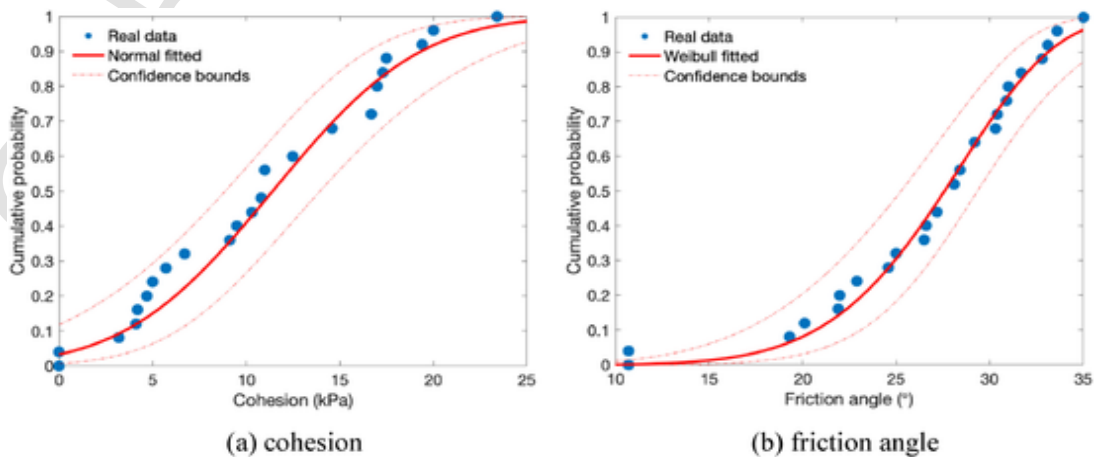 1
0.9
0.8
0.7
0.6
0.5
0.4
0.3
0.2
0.1
0
Cumulative probability
Real data
Normal fitted
Confidence bounds
0 5 10 15 20 25
Cohesion (kPa)
(a) cohesion
1
0.9
0.8
0.7
0.6
0.5
0.4
0.3
0.2
0.1
0
Cumulative probability
Real data
Weibull fitted
Confidence bounds
10 15 20 25 30 35
Friction angle (°)
(b) friction angle